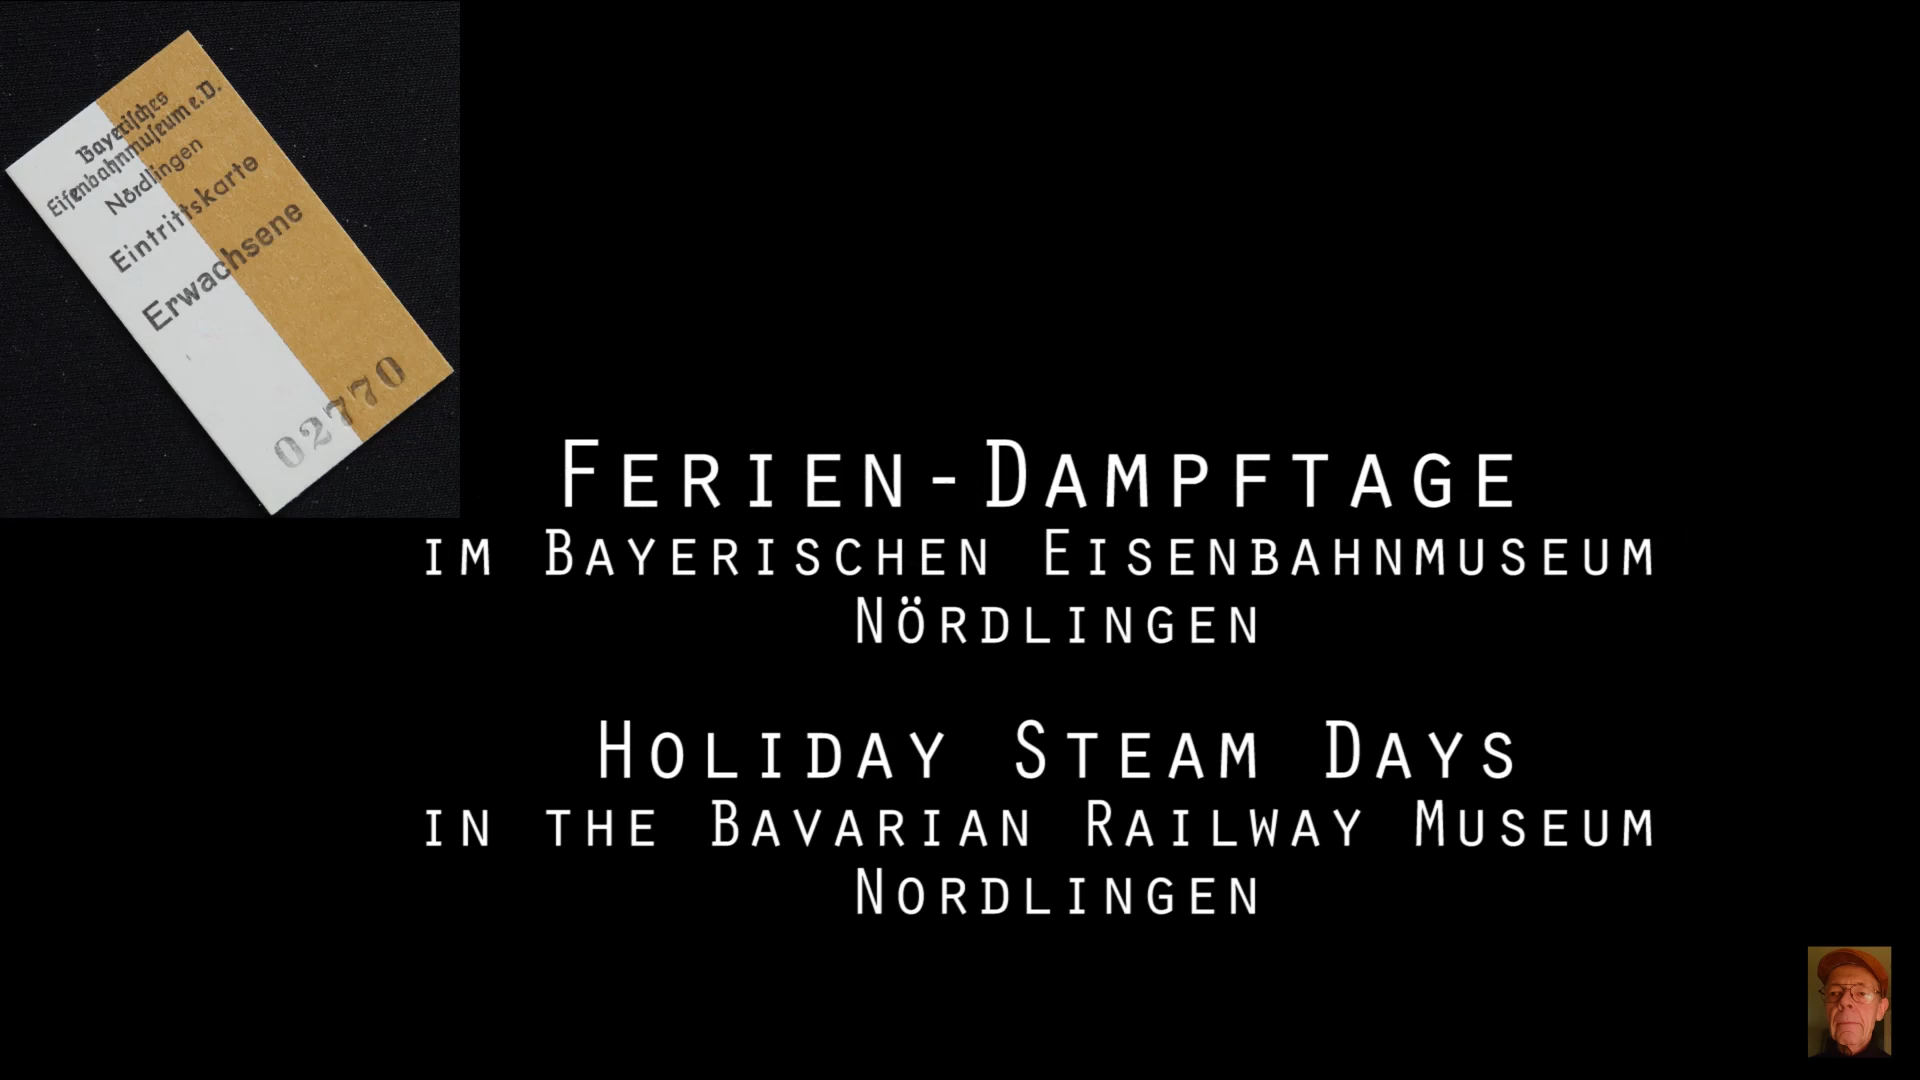 Bayeriſches
Eiſenbahnmuſeum e.V.
Nördlingen
Eintrittskarte
Erwachsene
02770
FERIEN-DAMPFTAGE
IM BAYERISCHEN EISENBAHNMUSEUM
NÖRDLINGEN
HOLIDAY STEAM DAYS
IN THE BAVARIAN RAILWAY MUSEUM
NORDLINGEN